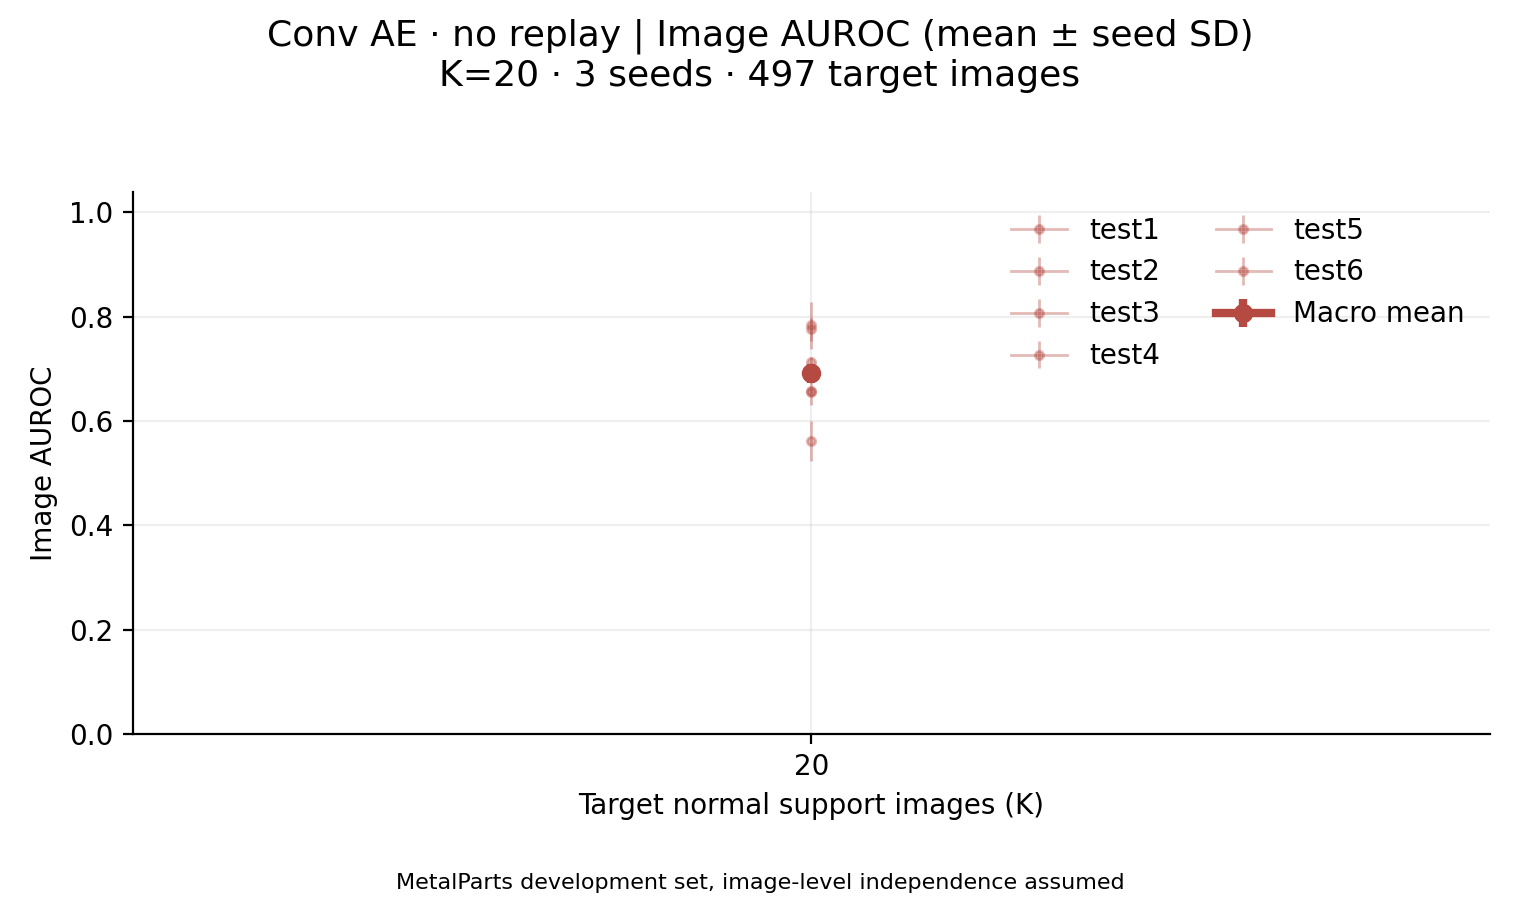 Conv AE · no replay | Image AUROC (mean ± seed SD)
K=20 · 3 seeds · 497 target images
1.0
0.8
0.6
0.4
0.2
0.0
Image AUROC
test1
test2
test3
test4
test5
test6
Macro mean
20
Target normal support images (K)
MetalParts development set, image-level independence assumed